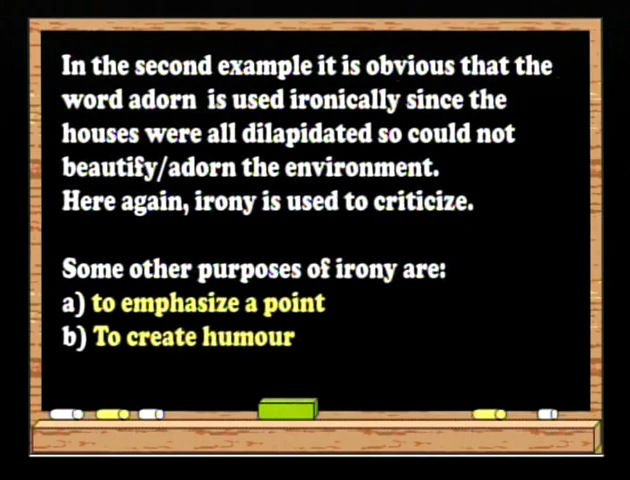 In the second example it is obvious that the
word adorn is used ironically since the
houses were all dilapidated so could not
beautify/adorn the environment.
Here again, irony is used to criticize.
Some other purposes of irony are:
a) to emphasize a point
b) To create humour